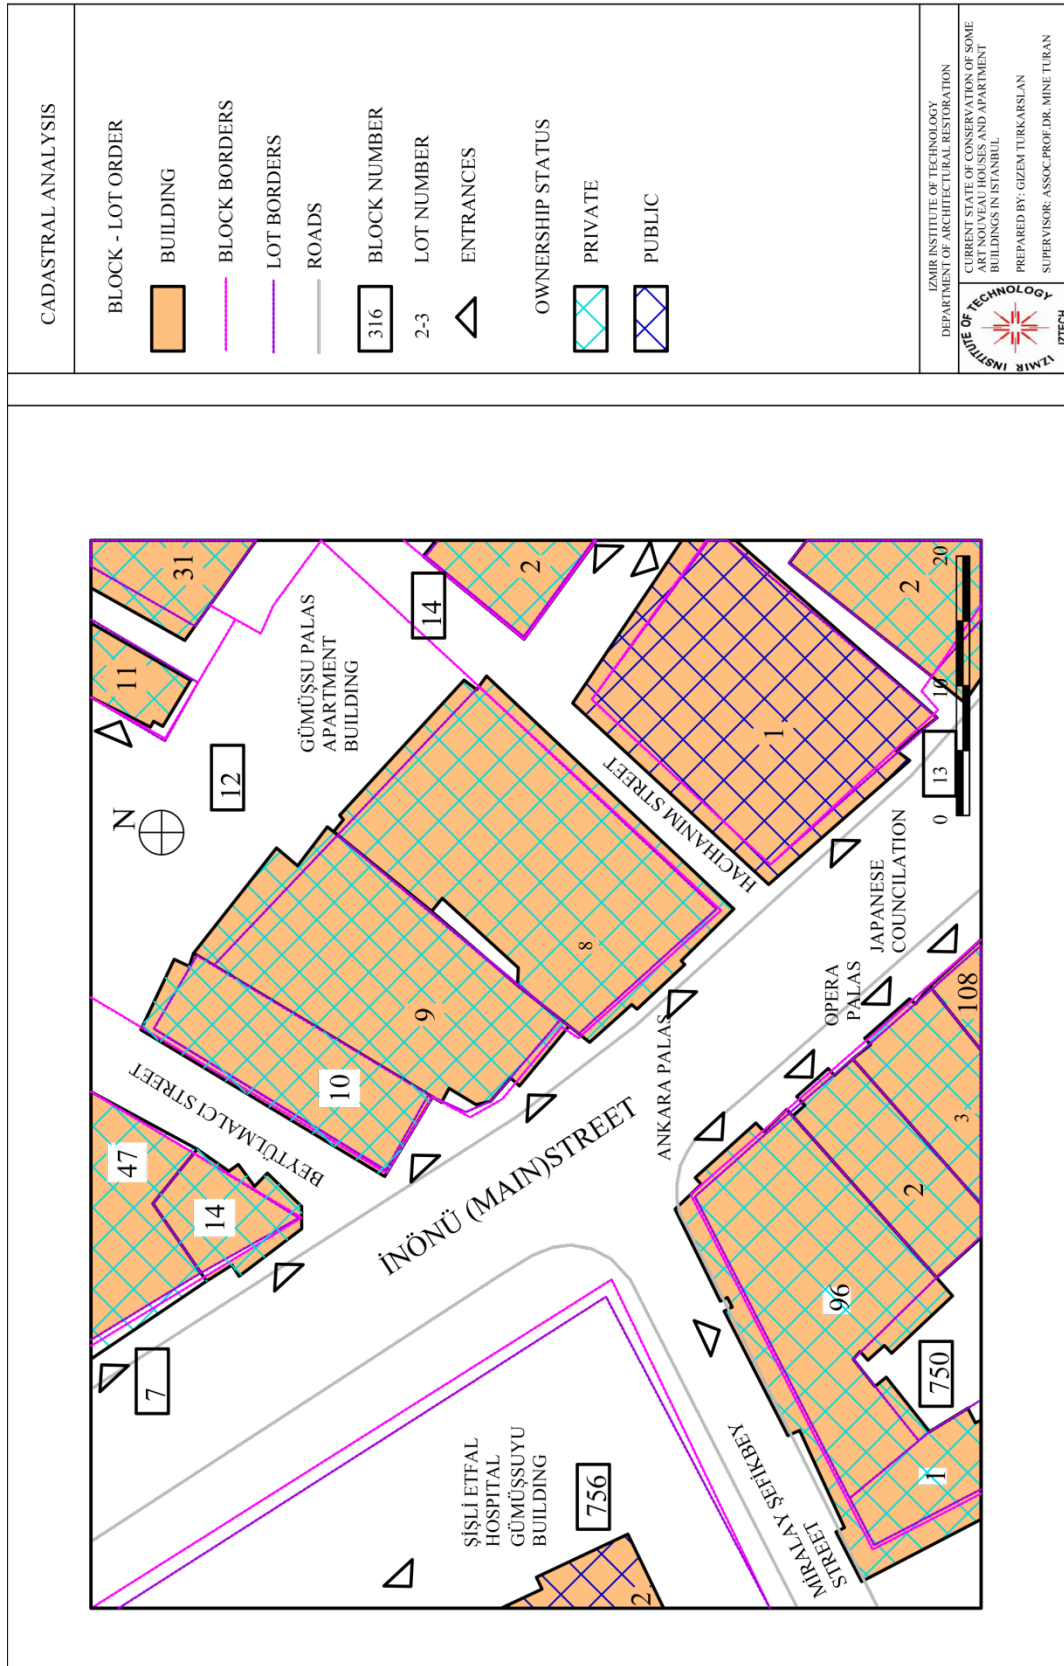 CADASTRAL ANALYSIS
BLOCK - LOT ORDER
BUILDING
BLOCK BORDERS
LOT BORDERS
ROADS
316
BLOCK NUMBER
2-3
LOT NUMBER
ENTRANCES
OWNERSHIP STATUS
PRIVATE
PUBLIC
IZMIR INSTITUTE OF TECHNOLOGY
DEPARTMENT OF ARCHITECTURAL RESTORATION
CURRENT STATE OF CONSERVATION OF SOME
ART NOUVEAU HOUSES AND APARTMENT
BUILDINGS IN ISTANBUL
PREPARED BY: GIZEM TURKARSLAN
SUPERVISOR: ASSOC.PROF.DR. MINE TURAN
IZMIR INSTITUTE OF TECHNOLOGY
IZTECH
N
7
47
14
BEYTÜLMALCI STREET
10
9
8
12
11
31
GÜMÜŞSU PALAS
APARTMENT
BUILDING
14
2
İNÖNÜ (MAIN)STREET
ANKARA PALAS
HACIHANIM STREET
1
2
ŞİŞLİ ETFAL
HOSPITAL
GÜMÜŞSUYU
BUILDING
756
2
MİRALAY ŞEFİKBEY
STREET
1
96
750
2
3
108
OPERA
PALAS
JAPANESE
COUNCILATION
13
0
10
20